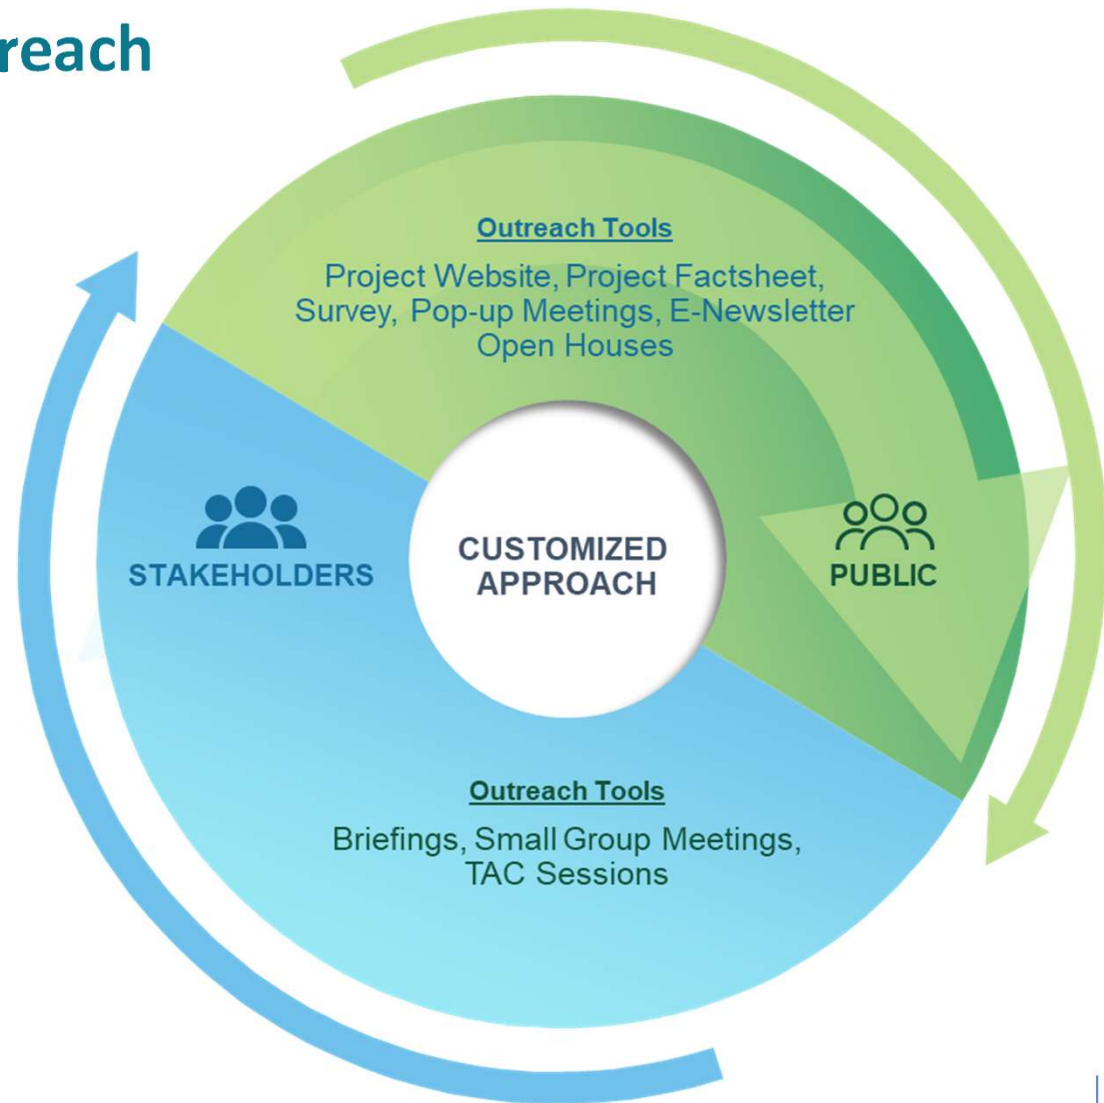 reach
Outreach Tools
Project Website, Project Factsheet,
Survey, Pop-up Meetings, E-Newsletter
Open Houses
STAKEHOLDERS
CUSTOMIZED
APPROACH
PUBLIC
Outreach Tools
Briefings, Small Group Meetings,
TAC Sessions